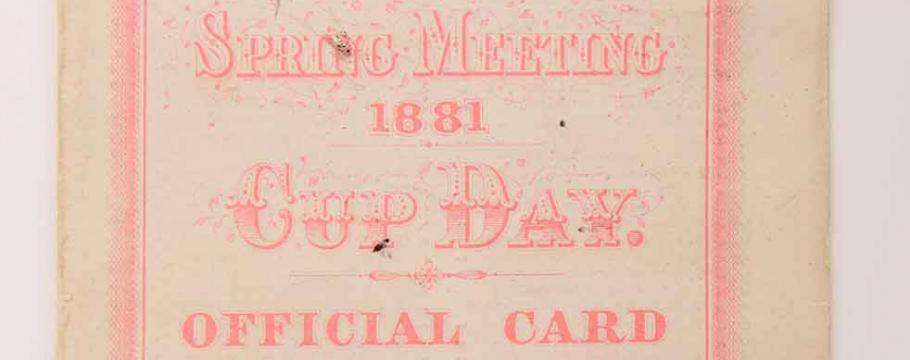 SPRING MEETING
1881
CUP DAY.
OFFICIAL CARD